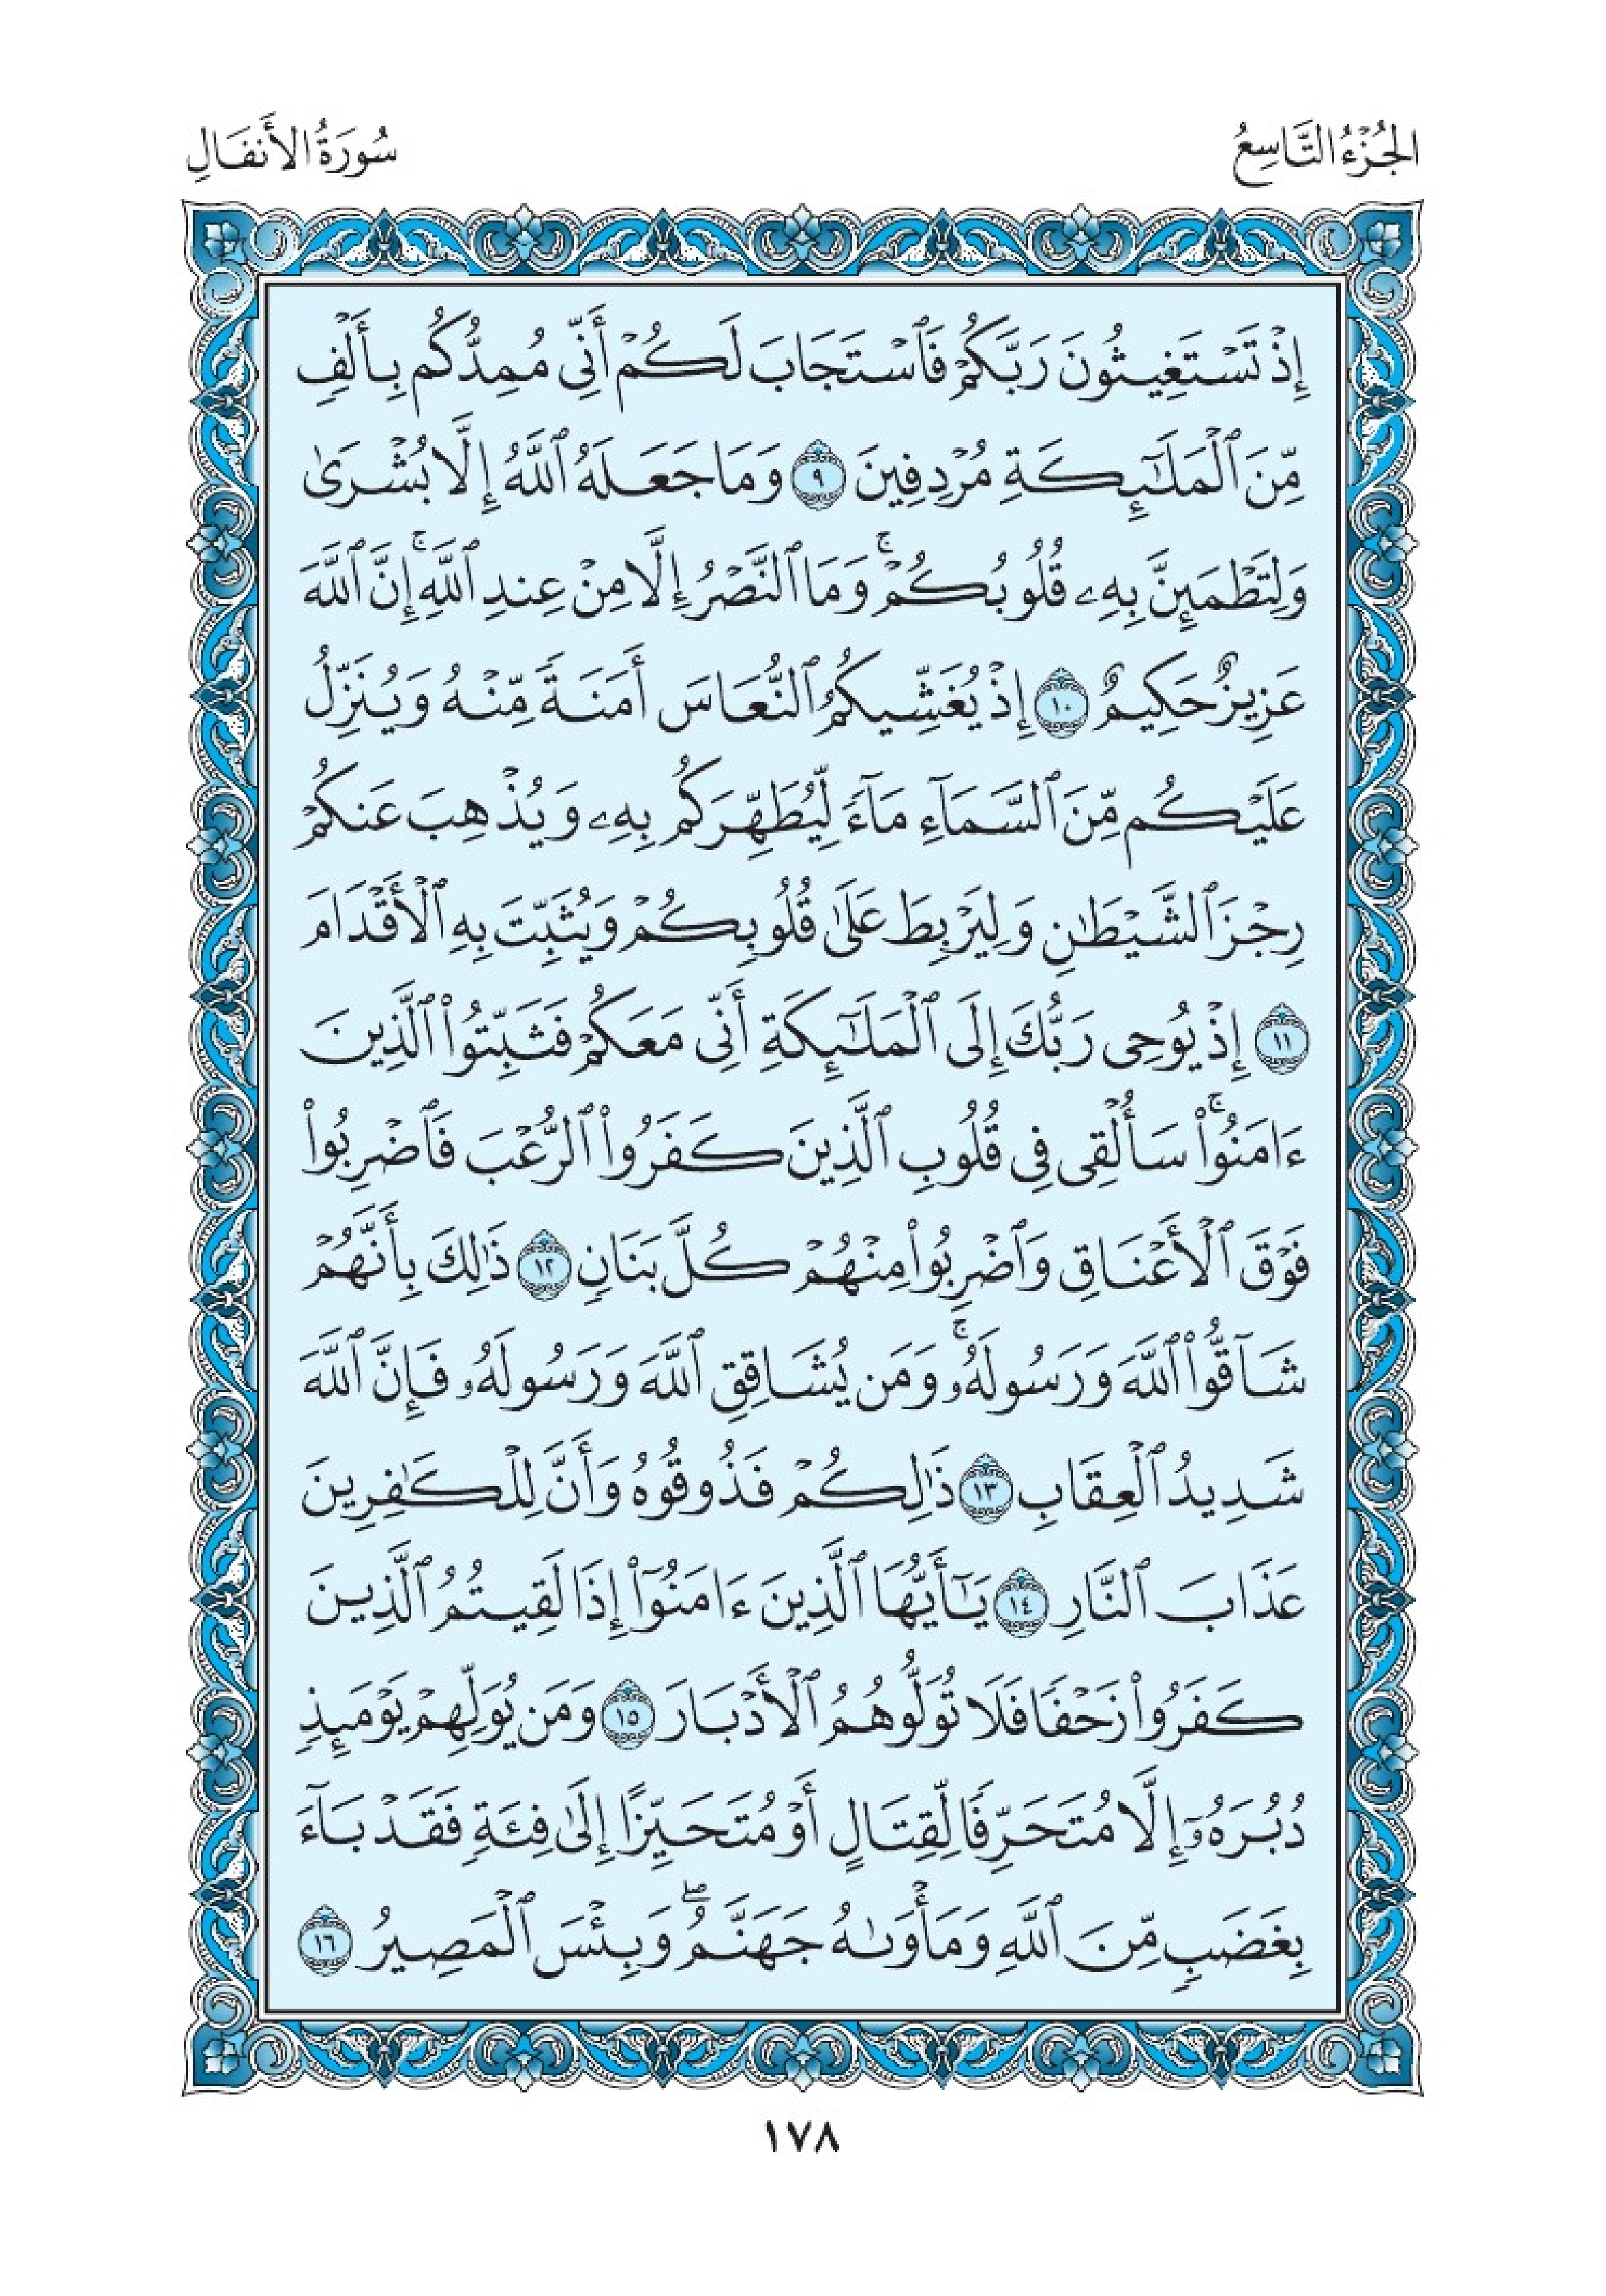 الجُزْءُ التَّاسِعُ
سُورَةُ الأَنفَالِ
إِذۡ تَسۡتَغِيثُونَ رَبَّكُمۡ فَٱسۡتَجَابَ لَكُمۡ أَنِّي مُمِدُّكُم بِأَلۡفٖ
مِّنَ ٱلۡمَلَٰٓئِكَةِ مُرۡدِفِينَ ٩ وَمَا جَعَلَهُ ٱللَّهُ إِلَّا بُشۡرَىٰ
وَلِتَطۡمَئِنَّ بِهِۦ قُلُوبُكُمۡۚ وَمَا ٱلنَّصۡرُ إِلَّا مِنۡ عِندِ ٱللَّهِۚ إِنَّ ٱللَّهَ
عَزِيزٌ حَكِيمٌ ١٠ إِذۡ يُغَشِّيكُمُ ٱلنُّعَاسَ أَمَنَةٗ مِّنۡهُ وَيُنَزِّلُ
عَلَيۡكُم مِّنَ ٱلسَّمَآءِ مَآءٗ لِّيُطَهِّرَكُم بِهِۦ وَيُذۡهِبَ عَنكُمۡ
رِجۡزَ ٱلشَّيۡطَٰنِ وَلِيَرۡبِطَ عَلَىٰ قُلُوبِكُمۡ وَيُثَبِّتَ بِهِ ٱلۡأَقۡدَامَ
١١ إِذۡ يُوحِي رَبُّكَ إِلَى ٱلۡمَلَٰٓئِكَةِ أَنِّي مَعَكُمۡ فَثَبِّتُواْ ٱلَّذِينَ
ءَامَنُواْۚ سَأُلۡقِي فِي قُلُوبِ ٱلَّذِينَ كَفَرُواْ ٱلرُّعۡبَ فَٱضۡرِبُواْ
فَوۡقَ ٱلۡأَعۡنَاقِ وَٱضۡرِبُواْ مِنۡهُمۡ كُلَّ بَنَانٖ ١٢ ذَٰلِكَ بِأَنَّهُمۡ
شَآقُّواْ ٱللَّهَ وَرَسُولَهُۥۚ وَمَن يُشَاقِقِ ٱللَّهَ وَرَسُولَهُۥ فَإِنَّ ٱللَّهَ
شَدِيدُ ٱلۡعِقَابِ ١٣ ذَٰلِكُمۡ فَذُوقُوهُ وَأَنَّ لِلۡكَٰفِرِينَ
عَذَابَ ٱلنَّارِ ١٤ يَٰٓأَيُّهَا ٱلَّذِينَ ءَامَنُوٓاْ إِذَا لَقِيتُمُ ٱلَّذِينَ
كَفَرُواْ زَحۡفٗا فَلَا تُوَلُّوهُمُ ٱلۡأَدۡبَارَ ١٥ وَمَن يُوَلِّهِمۡ يَوۡمَئِذٖ
دُبُرَهُۥٓ إِلَّا مُتَحَرِّفٗا لِّقِتَالٍ أَوۡ مُتَحَيِّزًا إِلَىٰ فِئَةٖ فَقَدۡ بَآءَ
بِغَضَبٖ مِّنَ ٱللَّهِ وَمَأۡوَىٰهُ جَهَنَّمُۖ وَبِئۡسَ ٱلۡمَصِيرُ ١٦
١٧٨